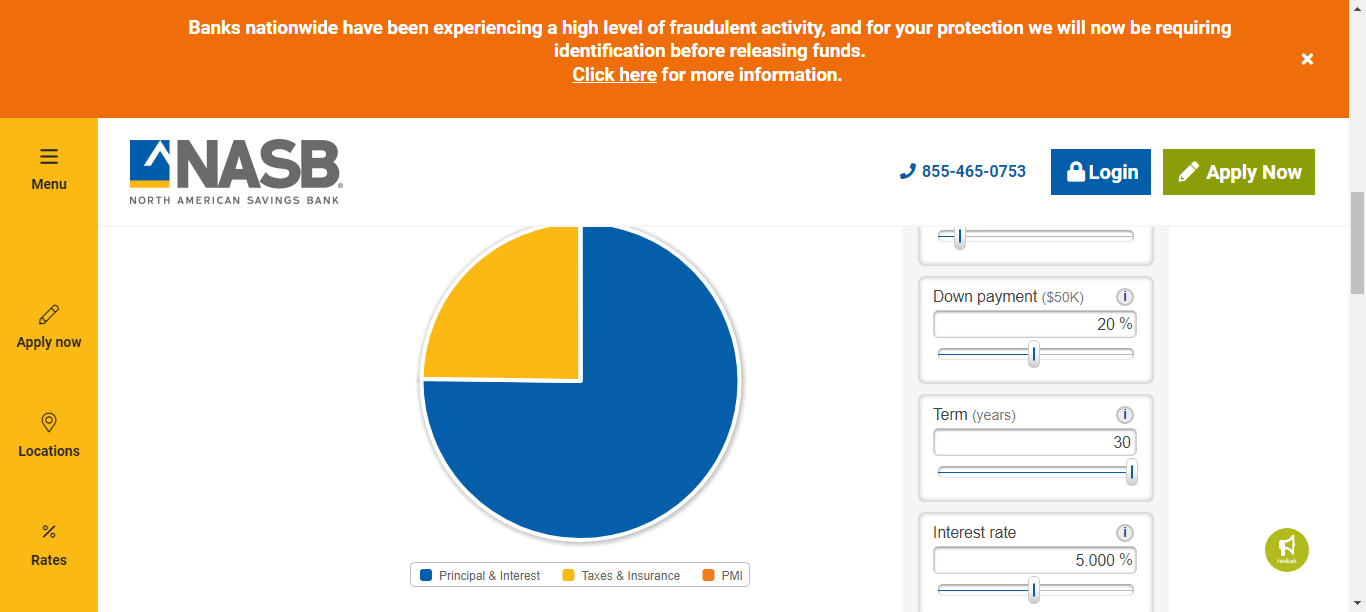 Banks nationwide have been experiencing a high level of fraudulent activity, and for your protection we will now be requiring
identification before releasing funds.
Click here for more information.
×
Menu
NASB®
NORTH AMERICAN SAVINGS BANK
855-465-0753
Login
Apply Now
Apply now
Locations
% 
Rates
Down payment ($50K) i
20 %
Term (years) i
30
Interest rate i
5.000 %
Principal & Interest Taxes & Insurance PMI
Feedback